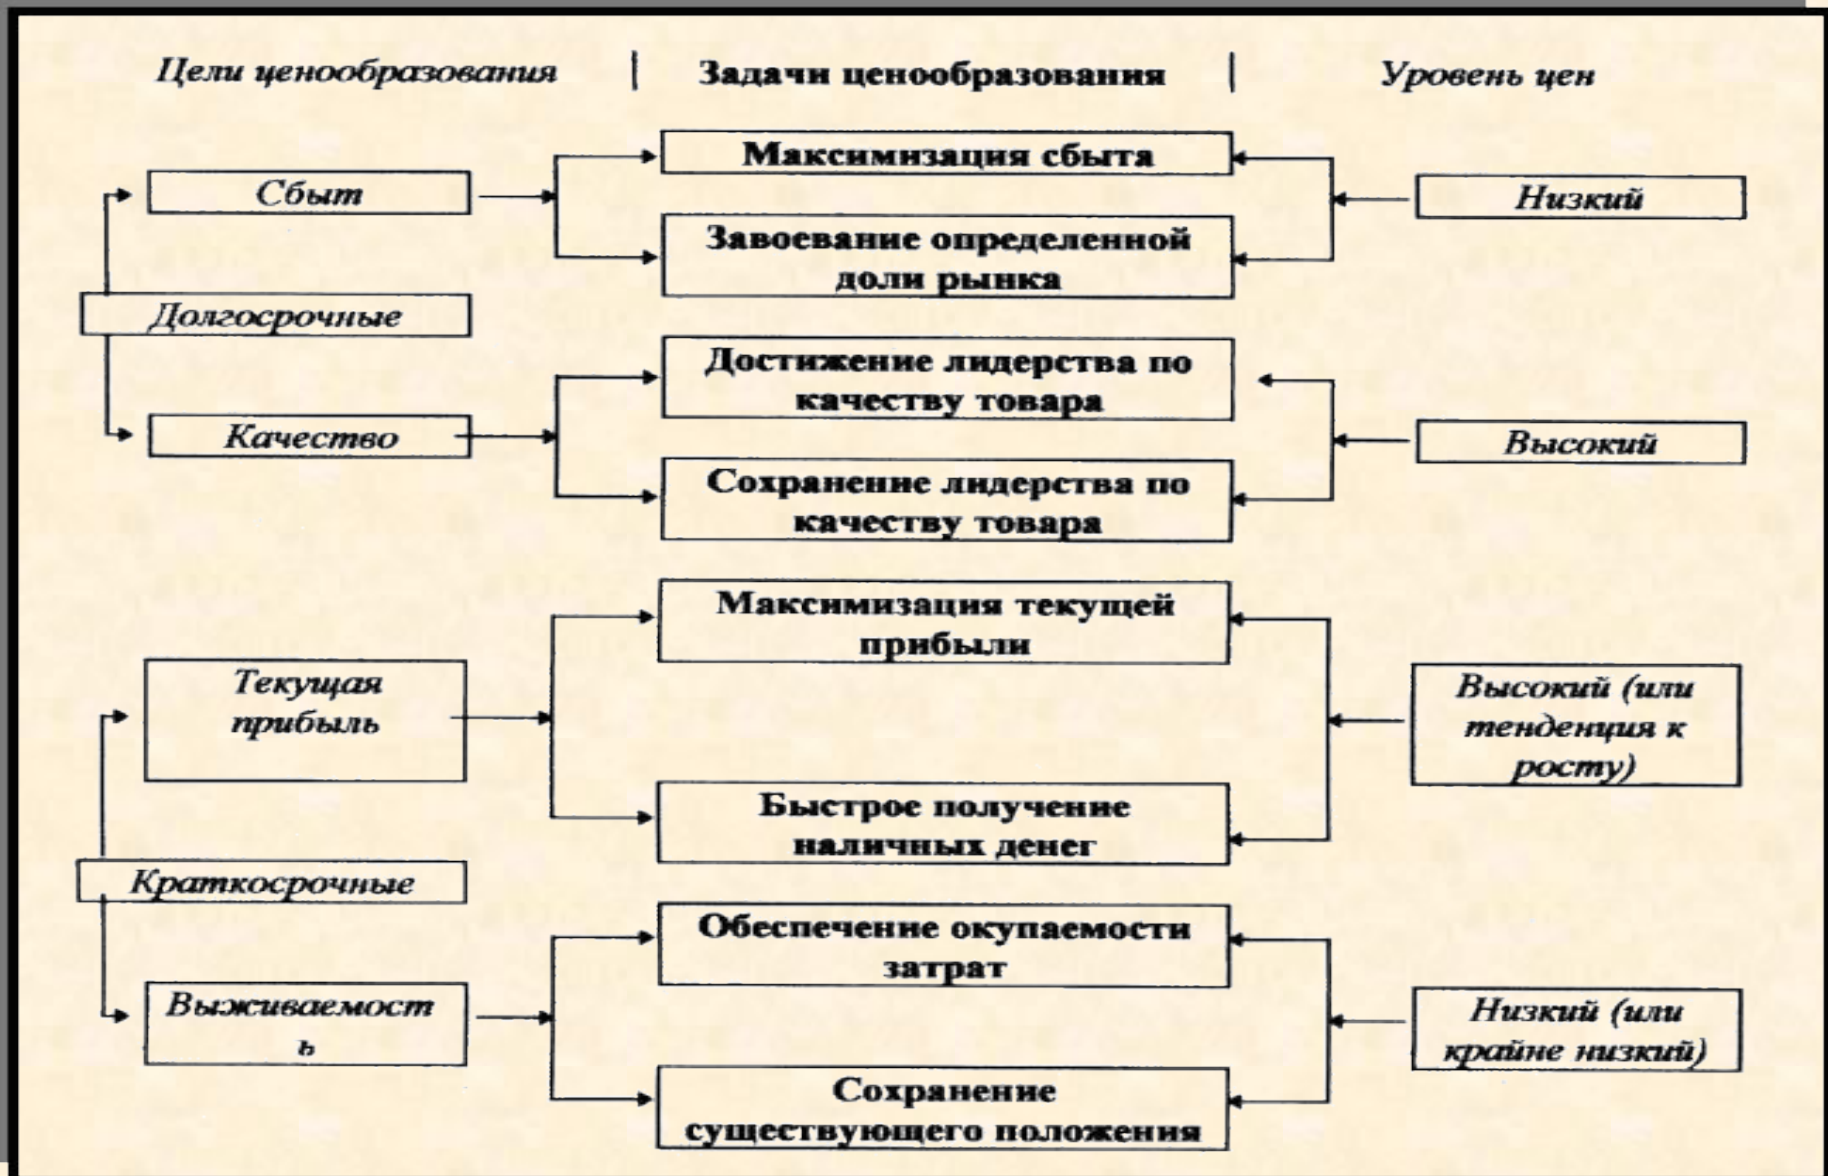 Цели ценообразования | Задачи ценообразования | Уровень цен
Сбыт
Долгосрочные
Качество
Максимизация сбыта
Завоевание определенной
доли рынка
Низкий
Достижение лидерства по
качеству товара
Сохранение лидерства по
качеству товара
Высокий
Текущая
прибыль
Краткосрочные
Выживаемост
ь
Максимизация текущей
прибыли
Быстрое получение
наличных денег
Высокий (или
тенденция к
росту)
Обеспечение окупаемости
затрат
Сохранение
существующего положения
Низкий (или
крайне низкий)